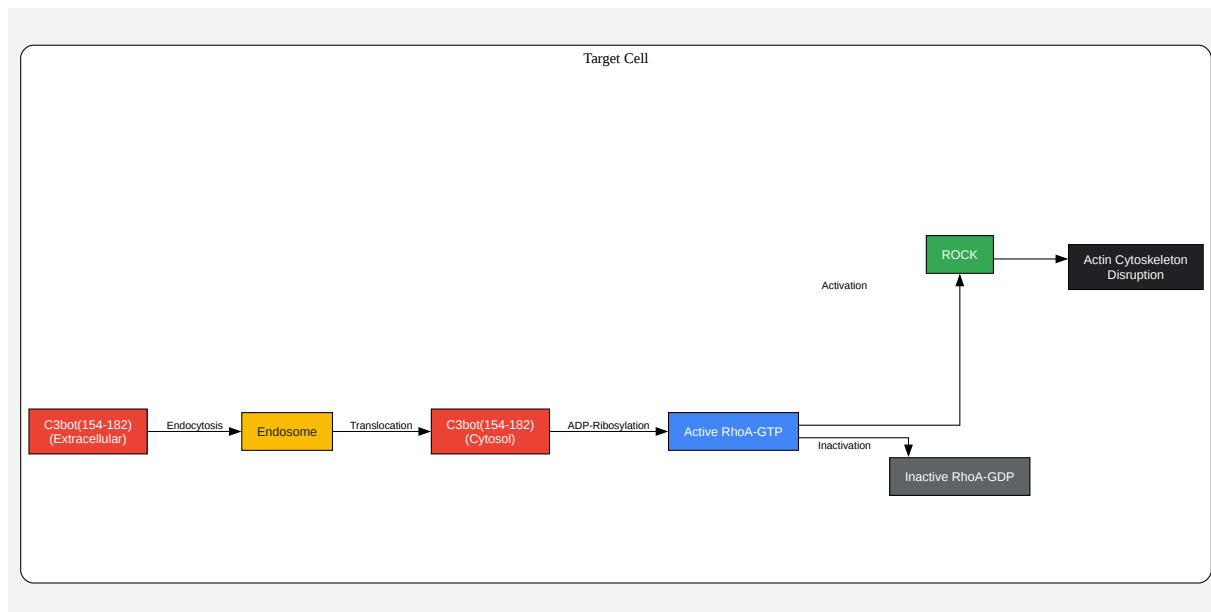 Target Cell
ROCK
Actin Cytoskeleton
Disruption
Activation
C3bot(154-182)
(Extracellular)
Endocytosis
Endosome
Translocation
C3bot(154-182)
(Cytosol)
ADP-Ribosylation
Active RhoA-GTP
Inactivation
Inactive RhoA-GDP